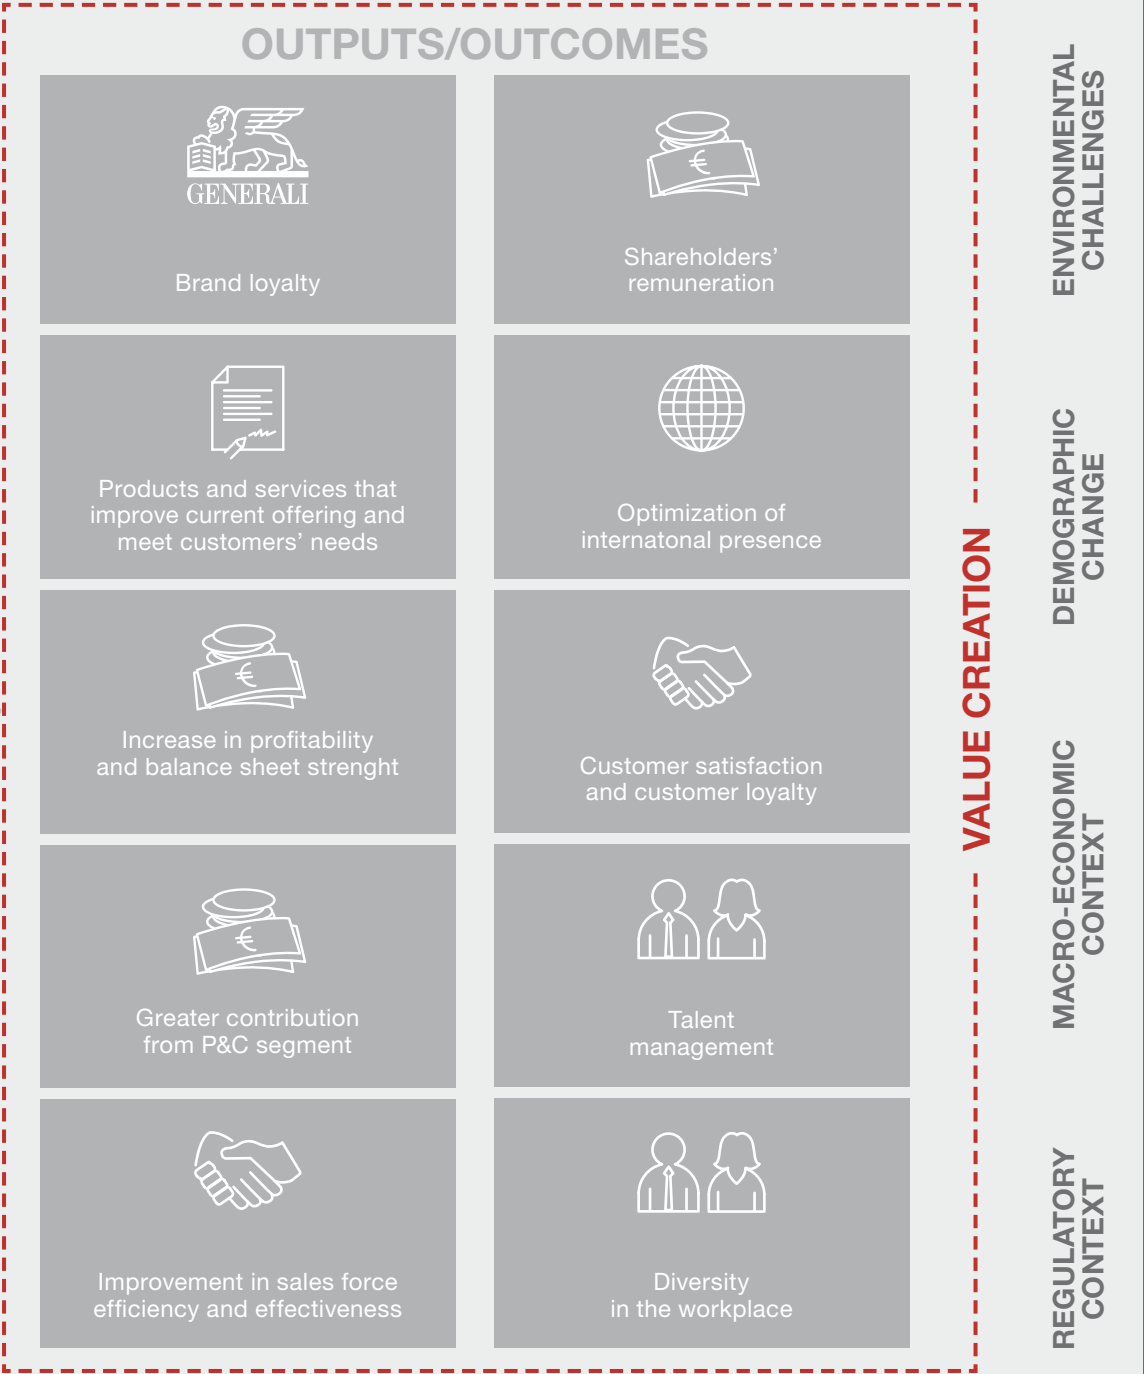 OUTPUTS/OUTCOMES
GENERALI
Brand loyalty
Shareholders’
remuneration
Products and services that
improve current offering and
meet customers’ needs
Optimization of
internatonal presence
Increase in profitability
and balance sheet strenght
Customer satisfaction
and customer loyalty
Greater contribution
from P&C segment
Talent
management
Improvement in sales force
efficiency and effectiveness
Diversity
in the workplace
VALUE CREATION
ENVIRONMENTAL
CHALLENGES
DEMOGRAPHIC
CHANGE
MACRO-ECONOMIC
CONTEXT
REGULATORY
CONTEXT